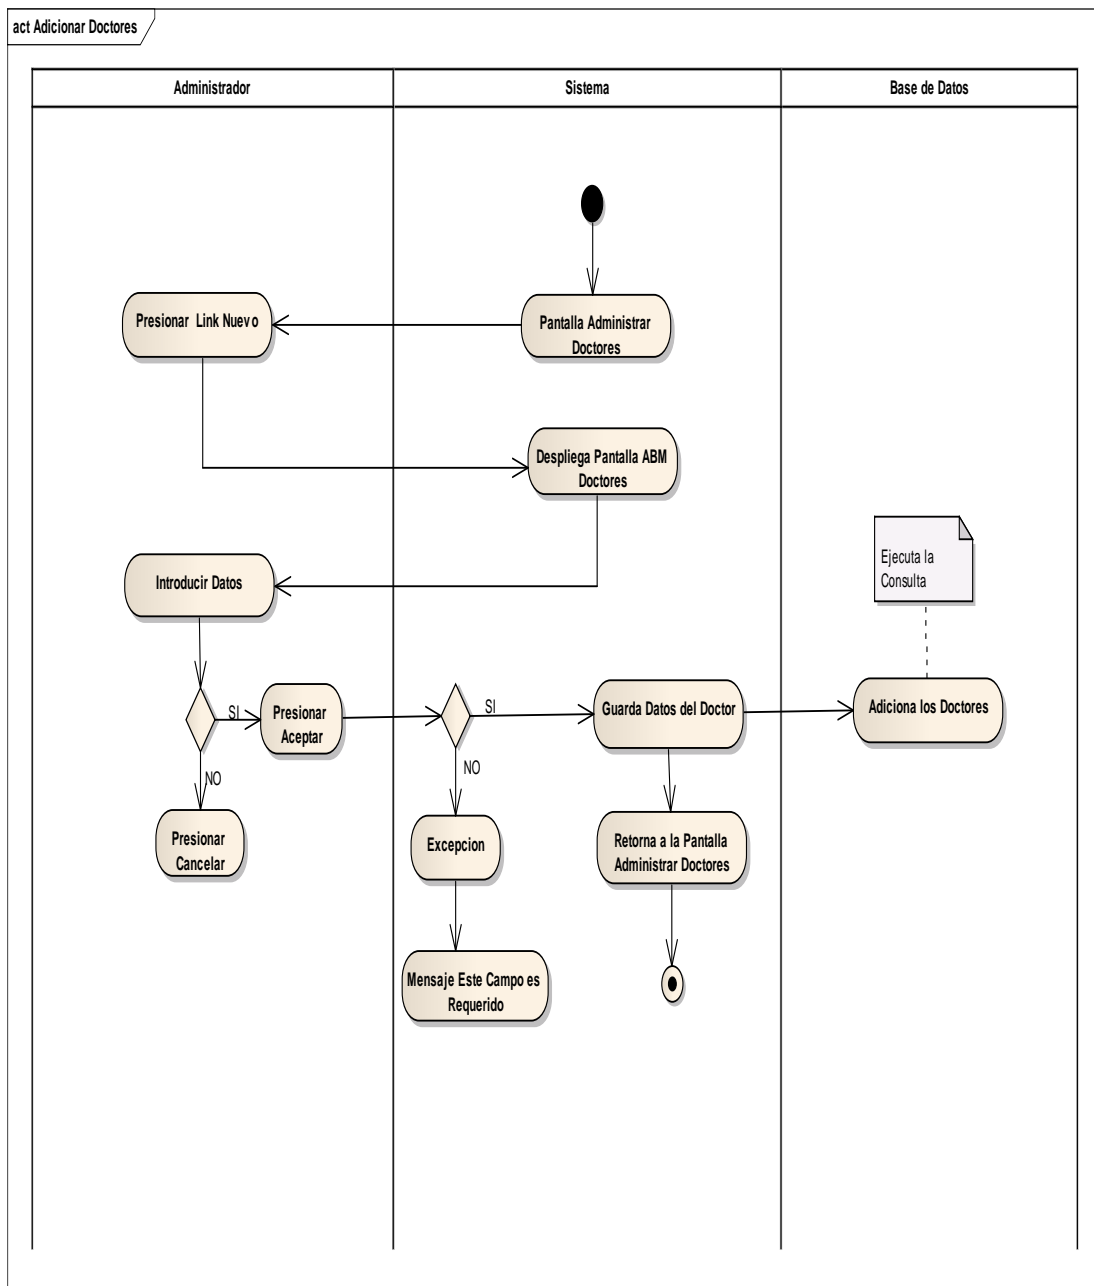 act Adicionar Doctores
Administrador
Sistema
Base de Datos
Presionar Link Nuevo
Pantalla Administrar
Doctores
Despliega Pantalla ABM
Doctores
Ejecuta la
Consulta
Introducir Datos
SI
Presionar
Aceptar
SI
Guarda Datos del Doctor
Adiciona los Doctores
NO
NO
Presionar
Cancelar
Excepcion
Retorna a la Pantalla
Administrar Doctores
Mensaje Este Campo es
Requerido